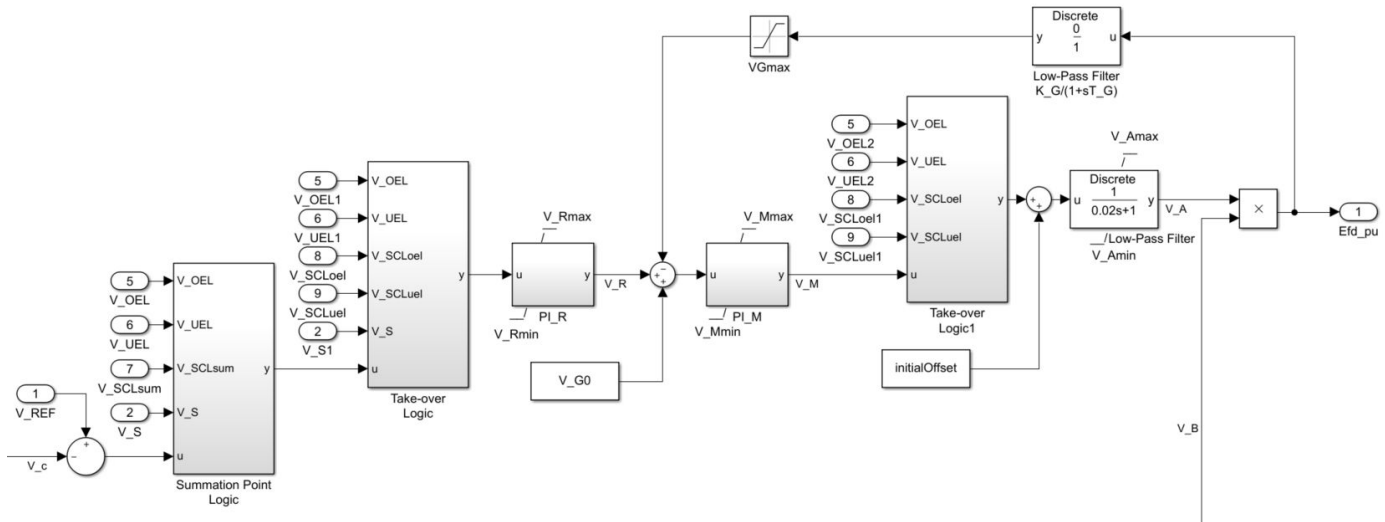 Discrete
0
1
y
u
VGmax
Low-Pass Filter
K_G/(1+sT_G)
5
V_OEL
V_OEL2
6
V_UEL
V_UEL2
8
V_SCLoel
V_SCLoel1
9
V_SCLuel
V_SCLuel1
u
y
Take-over
Logic1
V_Amax
Discrete
1
0.02s+1
u
y
Low-Pass Filter
V_Amin
V_A
×
1
Efd_pu
+
+
initialOffset
V_B
5
V_OEL
V_OEL1
6
V_UEL
V_UEL1
8
V_SCLoel
V_SCLoel
9
V_SCLuel
V_SCLuel
2
V_S
V_S1
u
y
Take-over
Logic
V_Rmax
u
y
PI_R
V_Rmin
V_R
−
+
+
V_G0
V_Mmax
u
y
PI_M
V_Mmin
V_M
5
V_OEL
V_OEL
6
V_UEL
V_UEL
7
V_SCLsum
V_SCLsum
2
V_S
V_S
u
y
Summation Point
Logic
1
V_REF
+
−
V_c